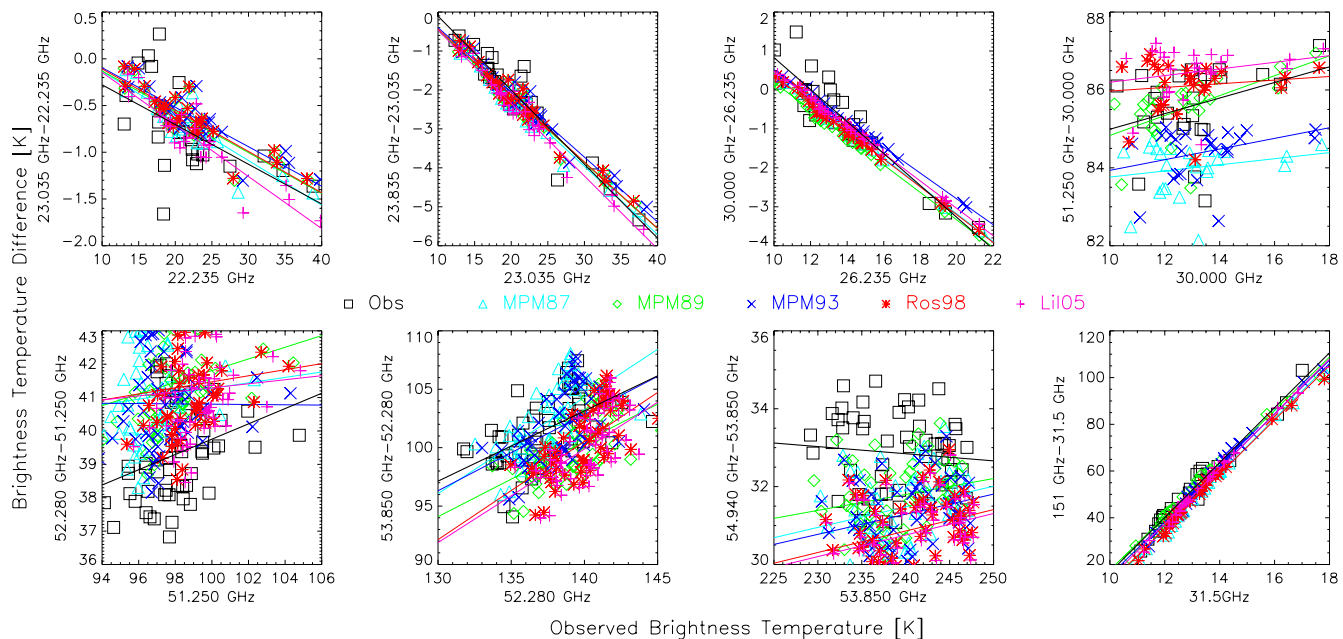 Brightness Temperature Difference [K]
23.035 GHz−22.235 GHz
0.5
0.0
−0.5
−1.0
−1.5
−2.0
10 15 20 25 30 35 40
22.235 GHz
23.835 GHz−23.035 GHz
0
−1
−2
−3
−4
−5
−6
10 15 20 25 30 35 40
23.035 GHz
30.000 GHz−26.235 GHz
2
1
0
−1
−2
−3
−4
10 12 14 16 18 20 22
26.235 GHz
51.250 GHz−30.000 GHz
88
86
84
82
10 12 14 16 18
30.000 GHz
Obs MPM87 MPM89 MPM93 Ros98 Lil05
52.280 GHz−51.250 GHz
43
42
41
40
39
38
37
36
94 96 98 100 102 104 106
51.250 GHz
53.850 GHz−52.280 GHz
110
105
100
95
90
130 135 140 145
52.280 GHz
54.940 GHz−53.850 GHz
36
34
32
30
225 230 235 240 245 250
53.850 GHz
151 GHz−31.5 GHz
120
100
80
60
40
20
10 12 14 16 18
31.5GHz
Observed Brightness Temperature [K]